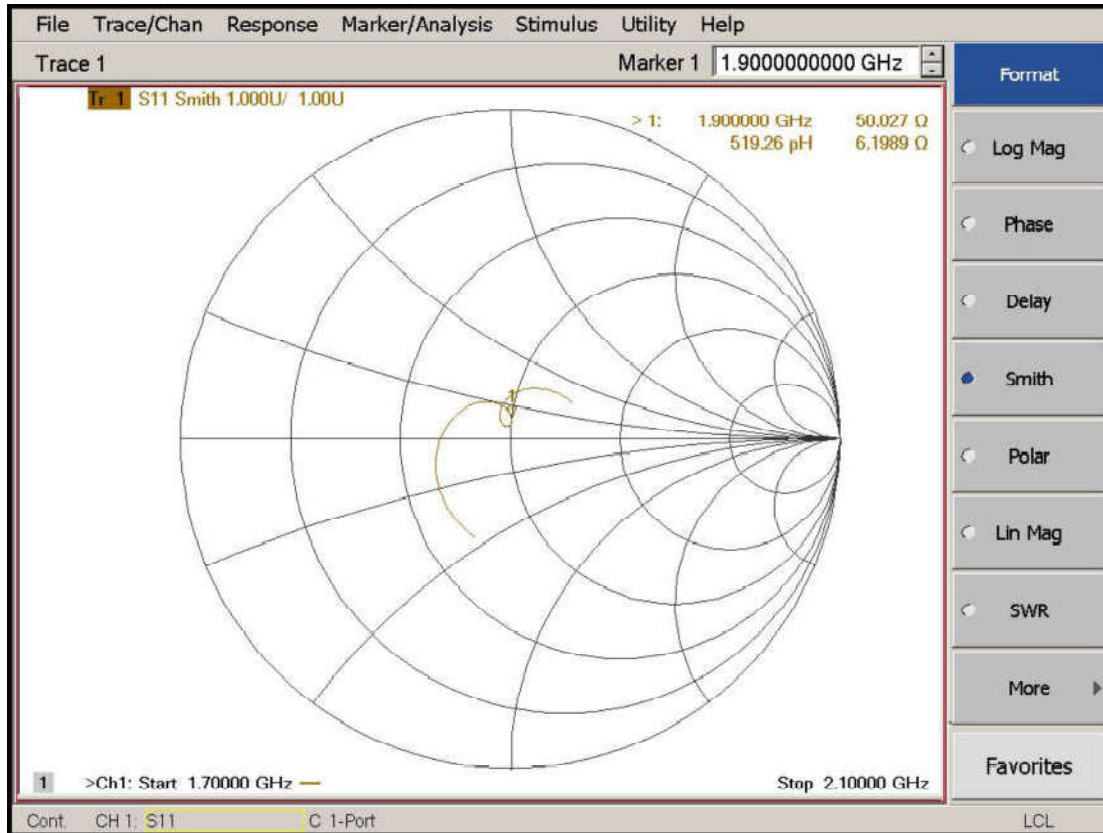 File Trace/Chan Response Marker/Analysis Stimulus Utility Help
Trace 1 Marker 1 1.9000000000 GHz
Format
Tr 1 S11 Smith 1.000U/ 1.00U
> 1: 1.900000 GHz 50.027 Ω
519.26 pH 6.1989 Ω
Log Mag
Phase
Delay
Smith
1
Polar
Lin Mag
SWR
More
Favorites
1 >Ch1: Start 1.70000 GHz Stop 2.10000 GHz
Cont. CH 1: S11 C 1-Port LCL